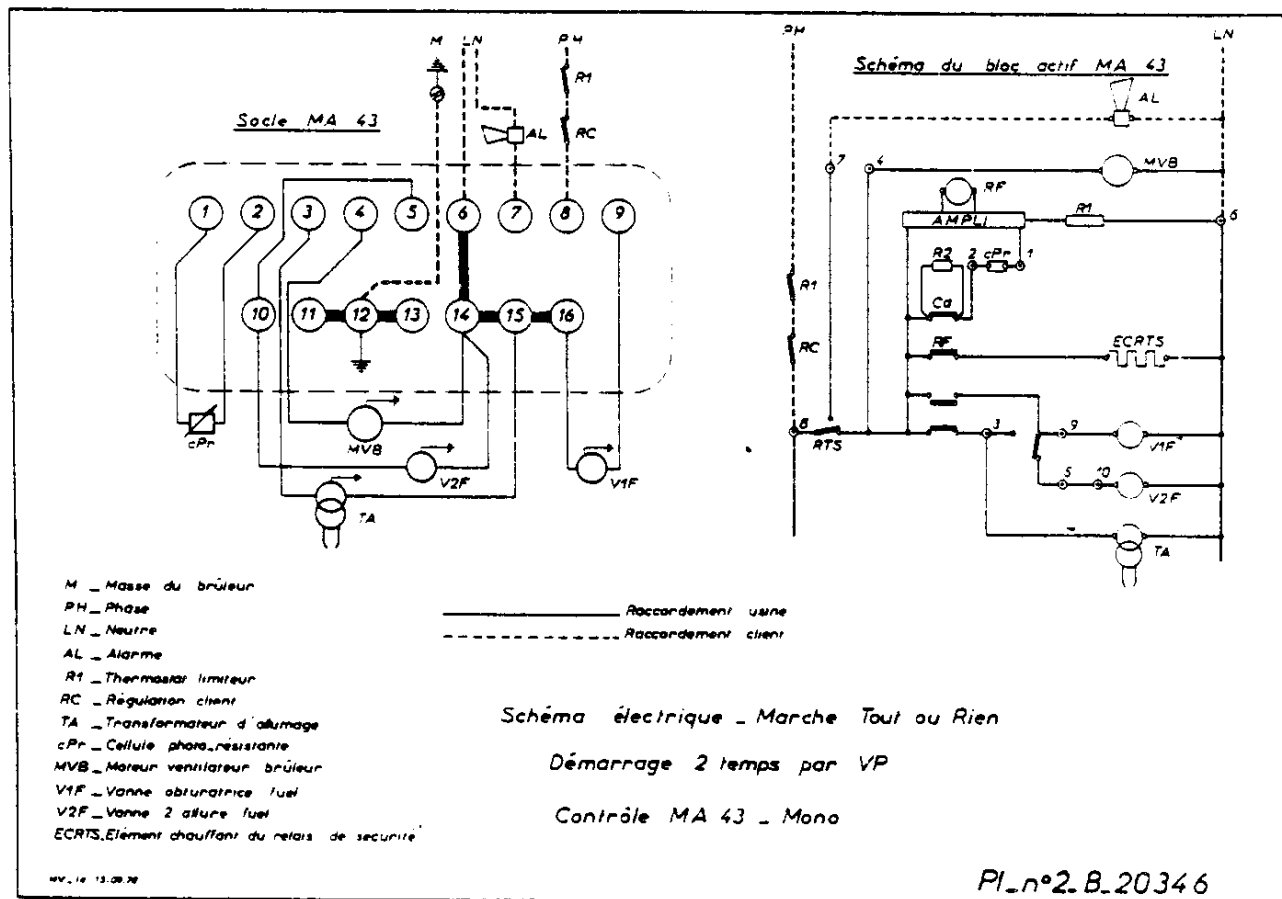 M LN PH
R1
Socle MA 43
AL
RC
1 2 3 4 5 6 7 8 9
10 11 12 13 14 15 16
cPr
MVB
V2F
V1F
TA
PH
LN
Schéma du bloc actif MA 43
AL
7 4
MVB
RF
AMPLI
R1
6
R2
2 cPr 1
Ca
R1
RC
RF
ECRTS
8
RTS
3
9
V1F
5 10
V2F
TA
M _ Masse du brûleur
PH _ Phase
LN _ Neutre
AL _ Alarme
R1 _ Thermostat limiteur
RC _ Régulation client
TA _ Transformateur d'allumage
cPr _ Cellule photo_résistante
MVB _ Moteur ventilateur brûleur
V1F _ Vanne obturatrice fuel
V2F _ Vanne 2 allure fuel
ECRTS_Elément chauffant du relais de securité
Raccordement usine
Raccordement client
Schéma électrique _ Marche Tout ou Rien
Démarrage 2 temps par VP
Contrôle MA 43 _ Mono
Pl_n°2_B_20346